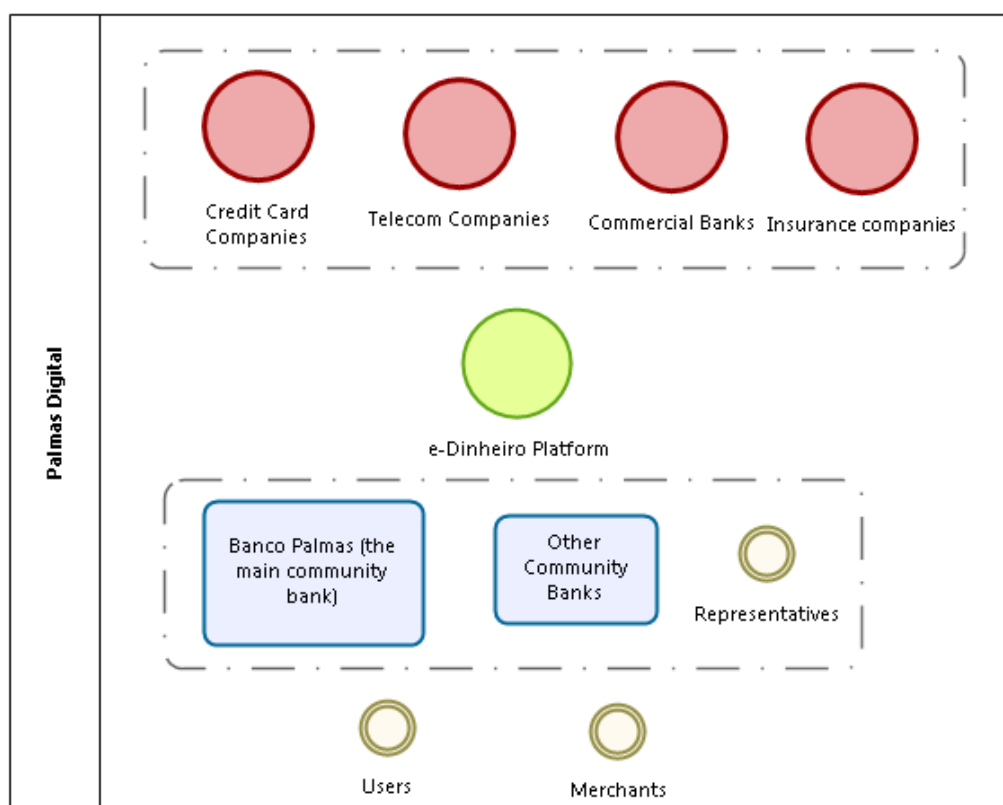 Palmas Digital
Credit Card
Companies
Telecom Companies
Commercial Banks
Insurance companies
e-Dinheiro Platform
Banco Palmas (the
main community
bank)
Other
Community
Banks
Representatives
Users
Merchants